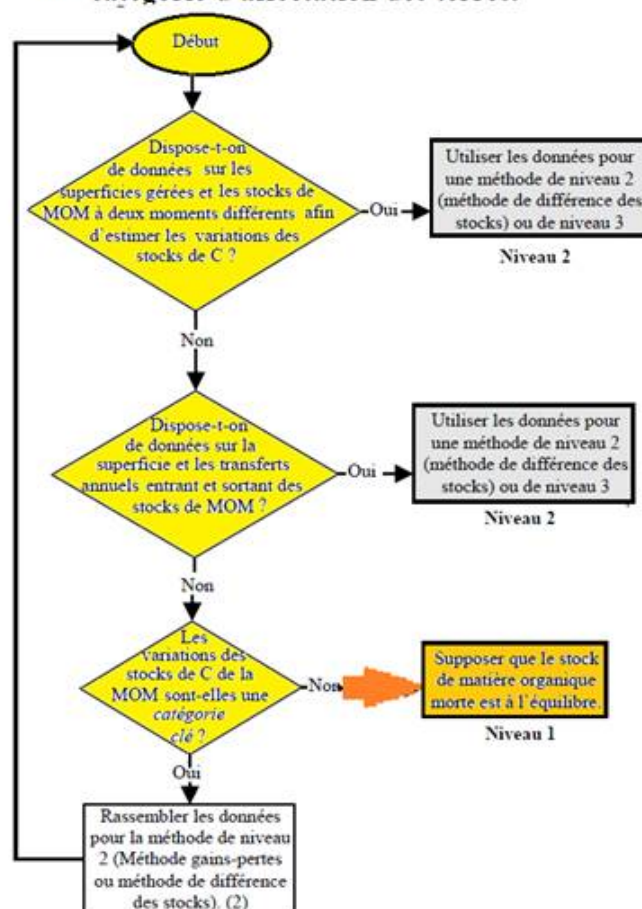 Début
Dispose-t-on
de données sur les
superficies gérées et les stocks de
MOM à deux moments différents afin
d'estimer les variations des
stocks de C ?
Oui
Utiliser les données pour
une méthode de niveau 2
(méthode de différence des
stocks) ou de niveau 3
Niveau 2
Non
Dispose-t-on
de données sur la
superficie et les transferts
annuels entrant et sortant des
stocks de MOM ?
Oui
Utiliser les données pour
une méthode de niveau 2
(méthode de différence des
stocks) ou de niveau 3
Niveau 2
Non
Les
variations des
stocks de C de la
MOM sont-elles une
catégorie
clé ?
Non
Supposer que le stock
de matière organique
morte est à l'équilibre.
Niveau 1
Oui
Rassembler les données
pour la méthode de niveau
2 (Méthode gains-pertes
ou méthode de différence
des stocks). (2)